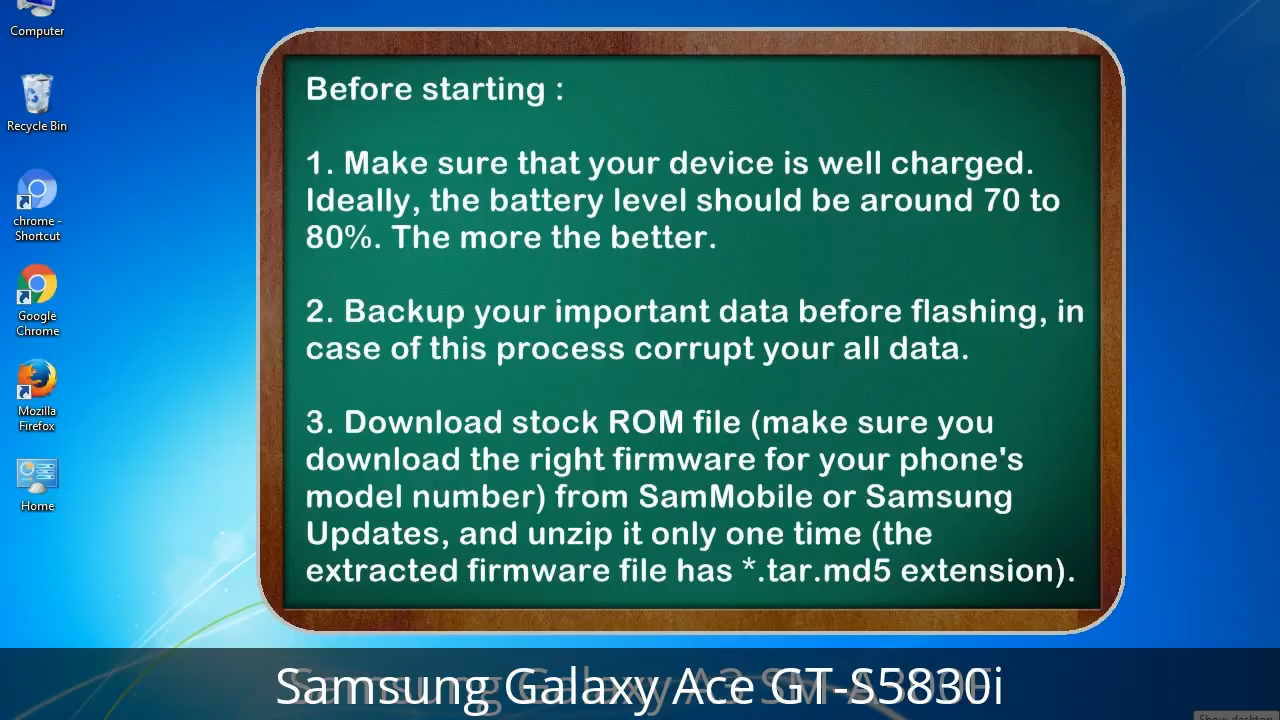 Computer
Recycle Bin
chrome -
Shortcut
Google
Chrome
Mozilla
Firefox
Home
Before starting :
1. Make sure that your device is well charged.
Ideally, the battery level should be around 70 to
80%. The more the better.
2. Backup your important data before flashing, in
case of this process corrupt your all data.
3. Download stock ROM file (make sure you
download the right firmware for your phone's
model number) from SamMobile or Samsung
Updates, and unzip it only one time (the
extracted firmware file has *.tar.md5 extension).
Samsung Galaxy Ace GT-S5830i
Show desktop